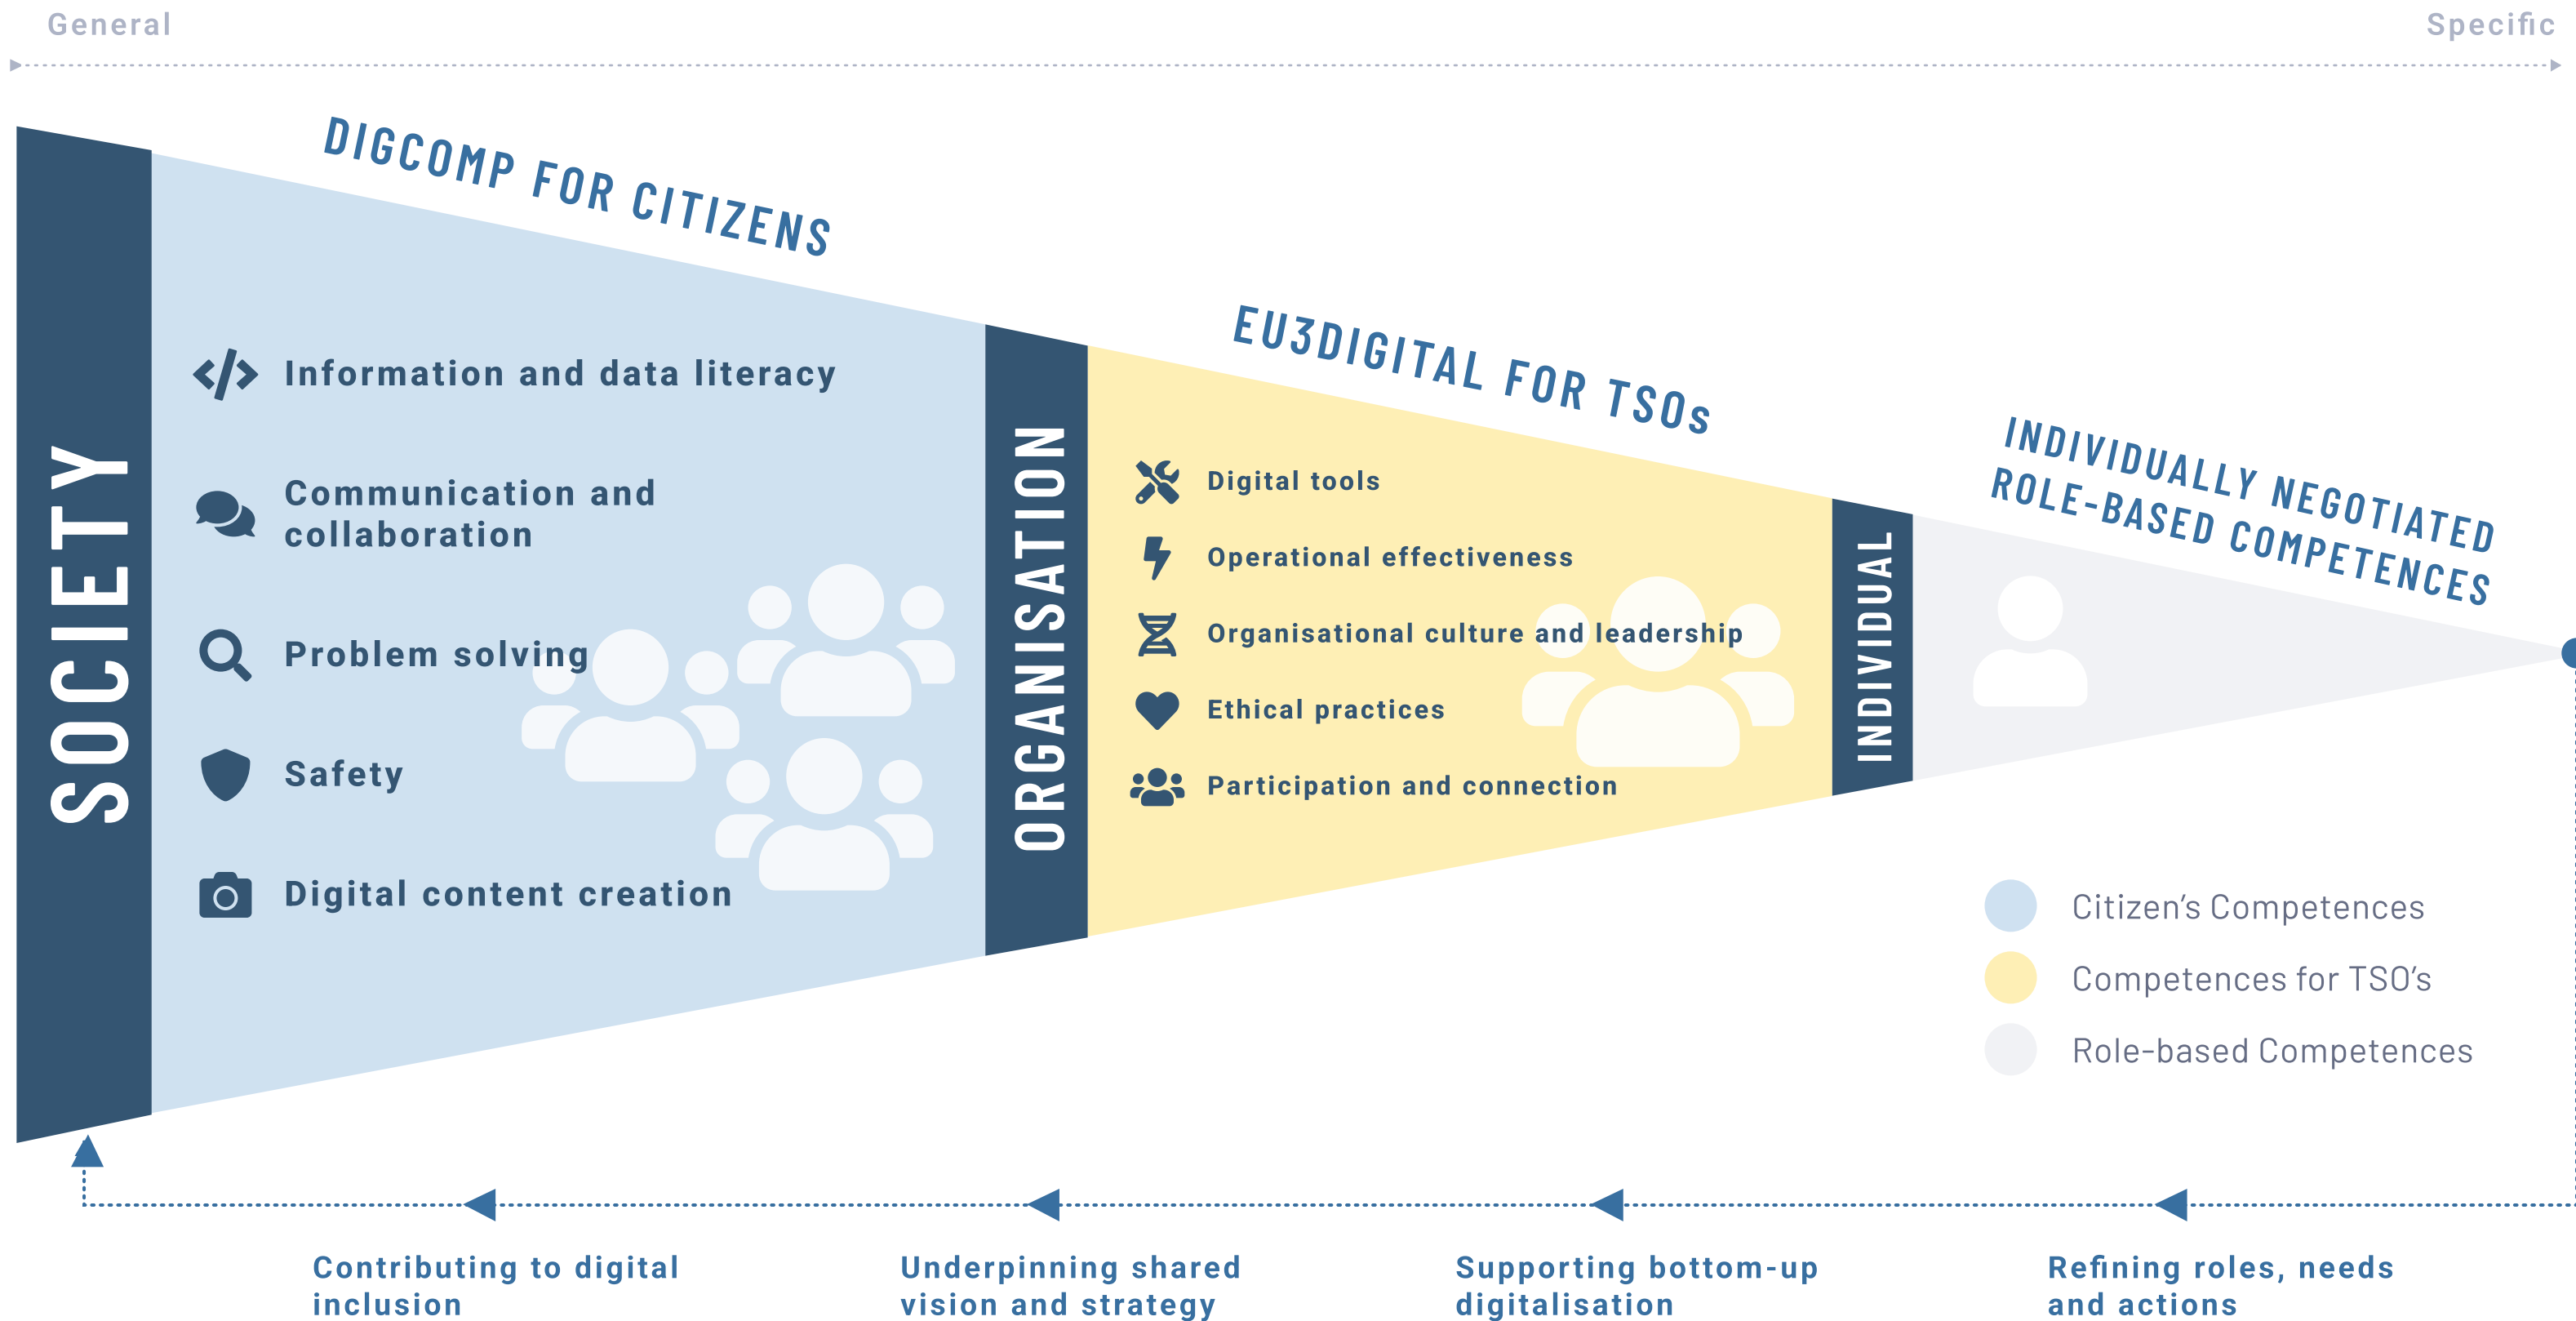 General
Specific
DIGCOMP FOR CITIZENS
EU3DIGITAL FOR TSOs
INDIVIDUALLY NEGOTIATED
ROLE-BASED COMPETENCES
SOCIETY
Information and data literacy
Communication and
collaboration
Problem solving
Safety
Digital content creation
ORGANISATION
Digital tools
Operational effectiveness
Organisational culture and leadership
Ethical practices
Participation and connection
INDIVIDUAL
Citizen's Competences
Competences for TSO's
Role-based Competences
Contributing to digital
inclusion
Underpinning shared
vision and strategy
Supporting bottom-up
digitalisation
Refining roles, needs
and actions